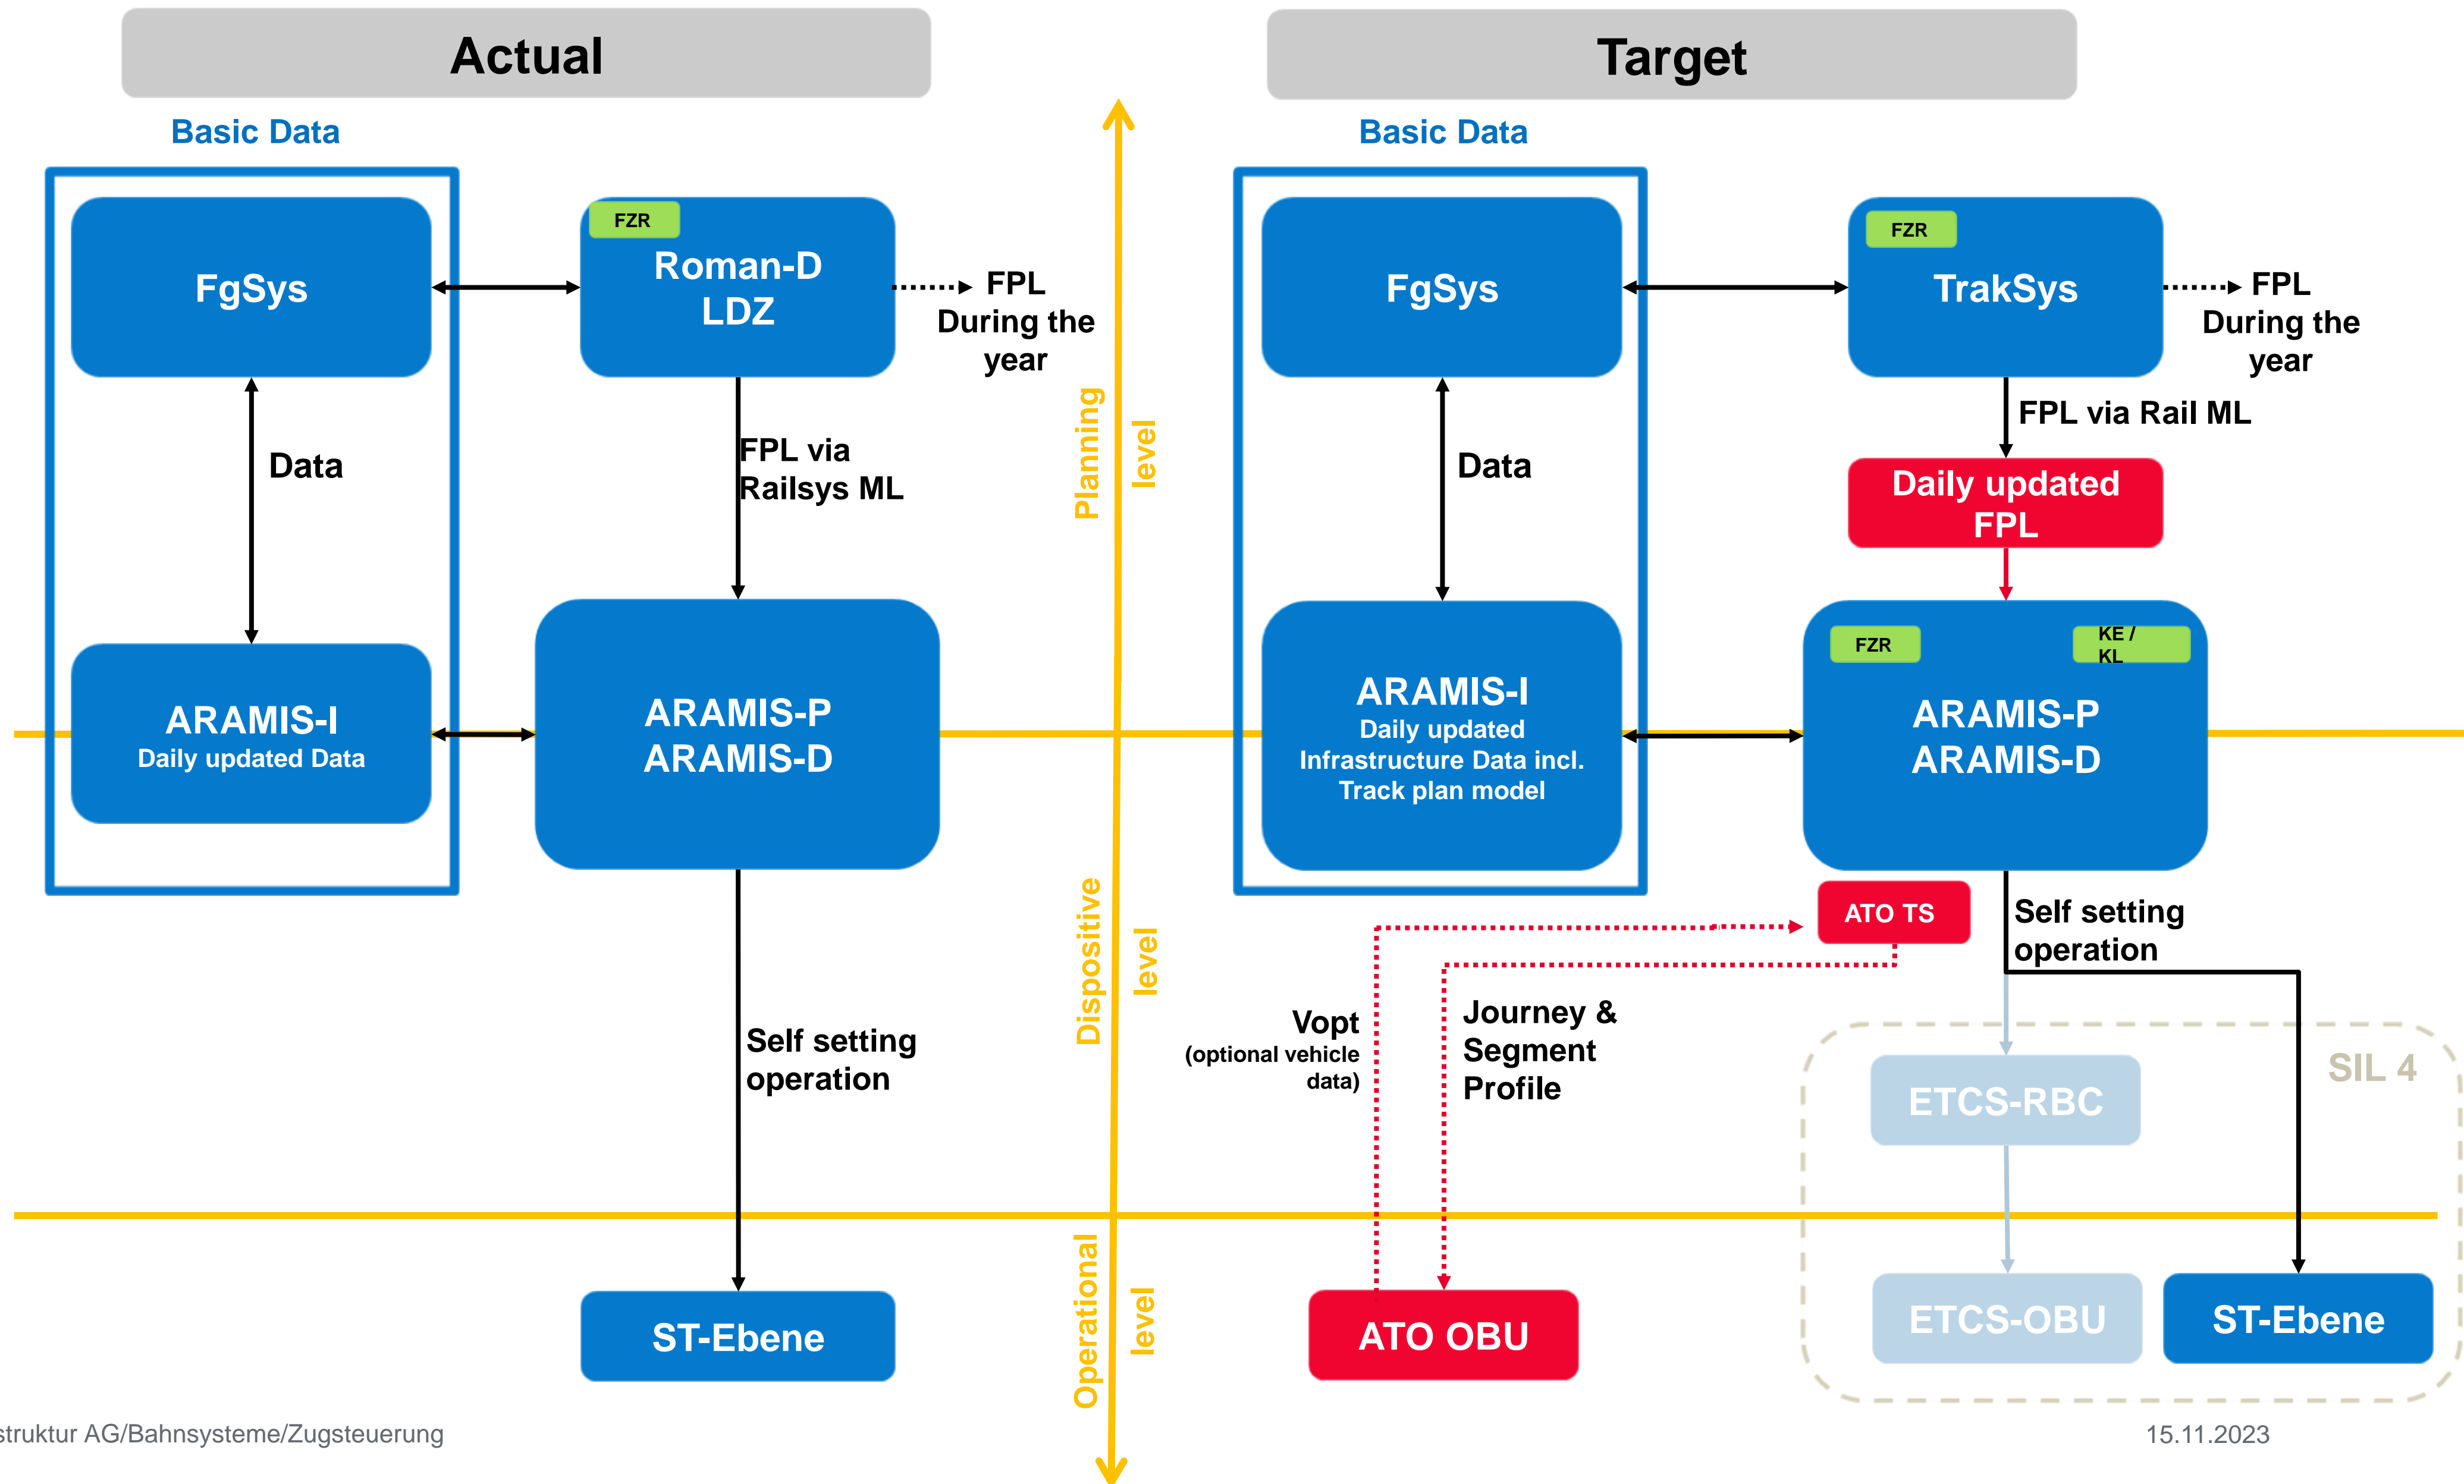 Actual
Target
Basic Data
FgSys
Data
ARAMIS-I
Daily updated Data
FZR
Roman-D
LDZ
FPL
During the
year
FPL via
Railsys ML
ARAMIS-P
ARAMIS-D
Self setting
operation
ST-Ebene
Planning
level
Dispositive
level
Operational
level
Basic Data
FgSys
Data
ARAMIS-I
Daily updated
Infrastructure Data incl.
Track plan model
FZR
TrakSys
FPL
During the
year
FPL via Rail ML
Daily updated
FPL
FZR
KE /
KL
ARAMIS-P
ARAMIS-D
ATO TS
Self setting
operation
Vopt
(optional vehicle
data)
Journey &
Segment
Profile
SIL 4
ETCS-RBC
ATO OBU
ETCS-OBU
ST-Ebene
struktur AG/Bahnsysteme/Zugsteuerung
15.11.2023